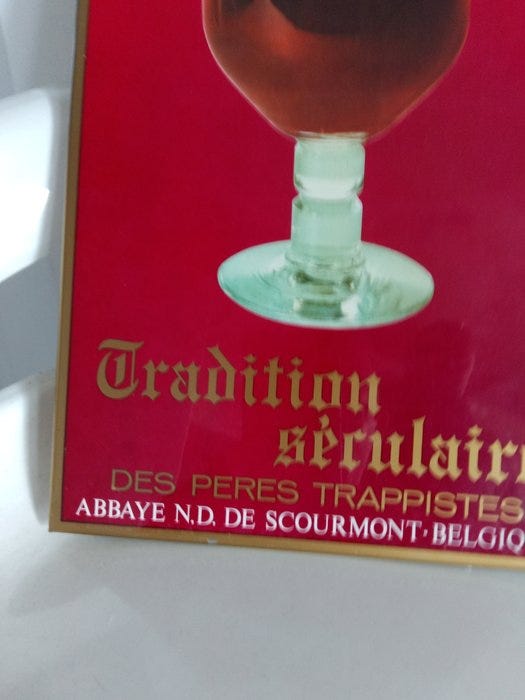 Tradition
séculair
DES PERES TRAPPISTES
ABBAYE N.D. DE SCOURMONT·BELGIQ